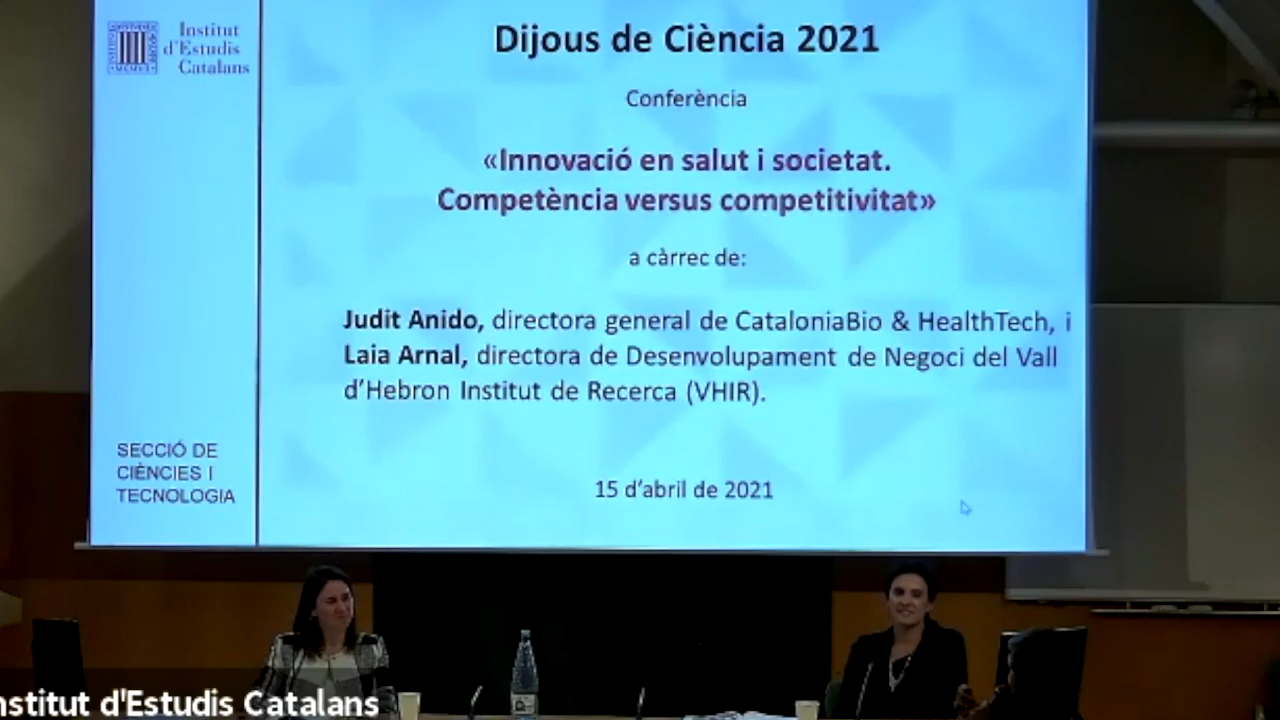 Institut
d'Estudis
Catalans
Dijous de Ciència 2021
Conferència
«Innovació en salut i societat.
Competència versus competitivitat»
a càrrec de:
Judit Anido, directora general de CataloniaBio & HealthTech, i
Laia Arnal, directora de Desenvolupament de Negoci del Vall
d'Hebron Institut de Recerca (VHIR).
SECCIÓ DE
CIÈNCIES I
TECNOLOGIA
15 d'abril de 2021
nstitut d'Estudis Catalans